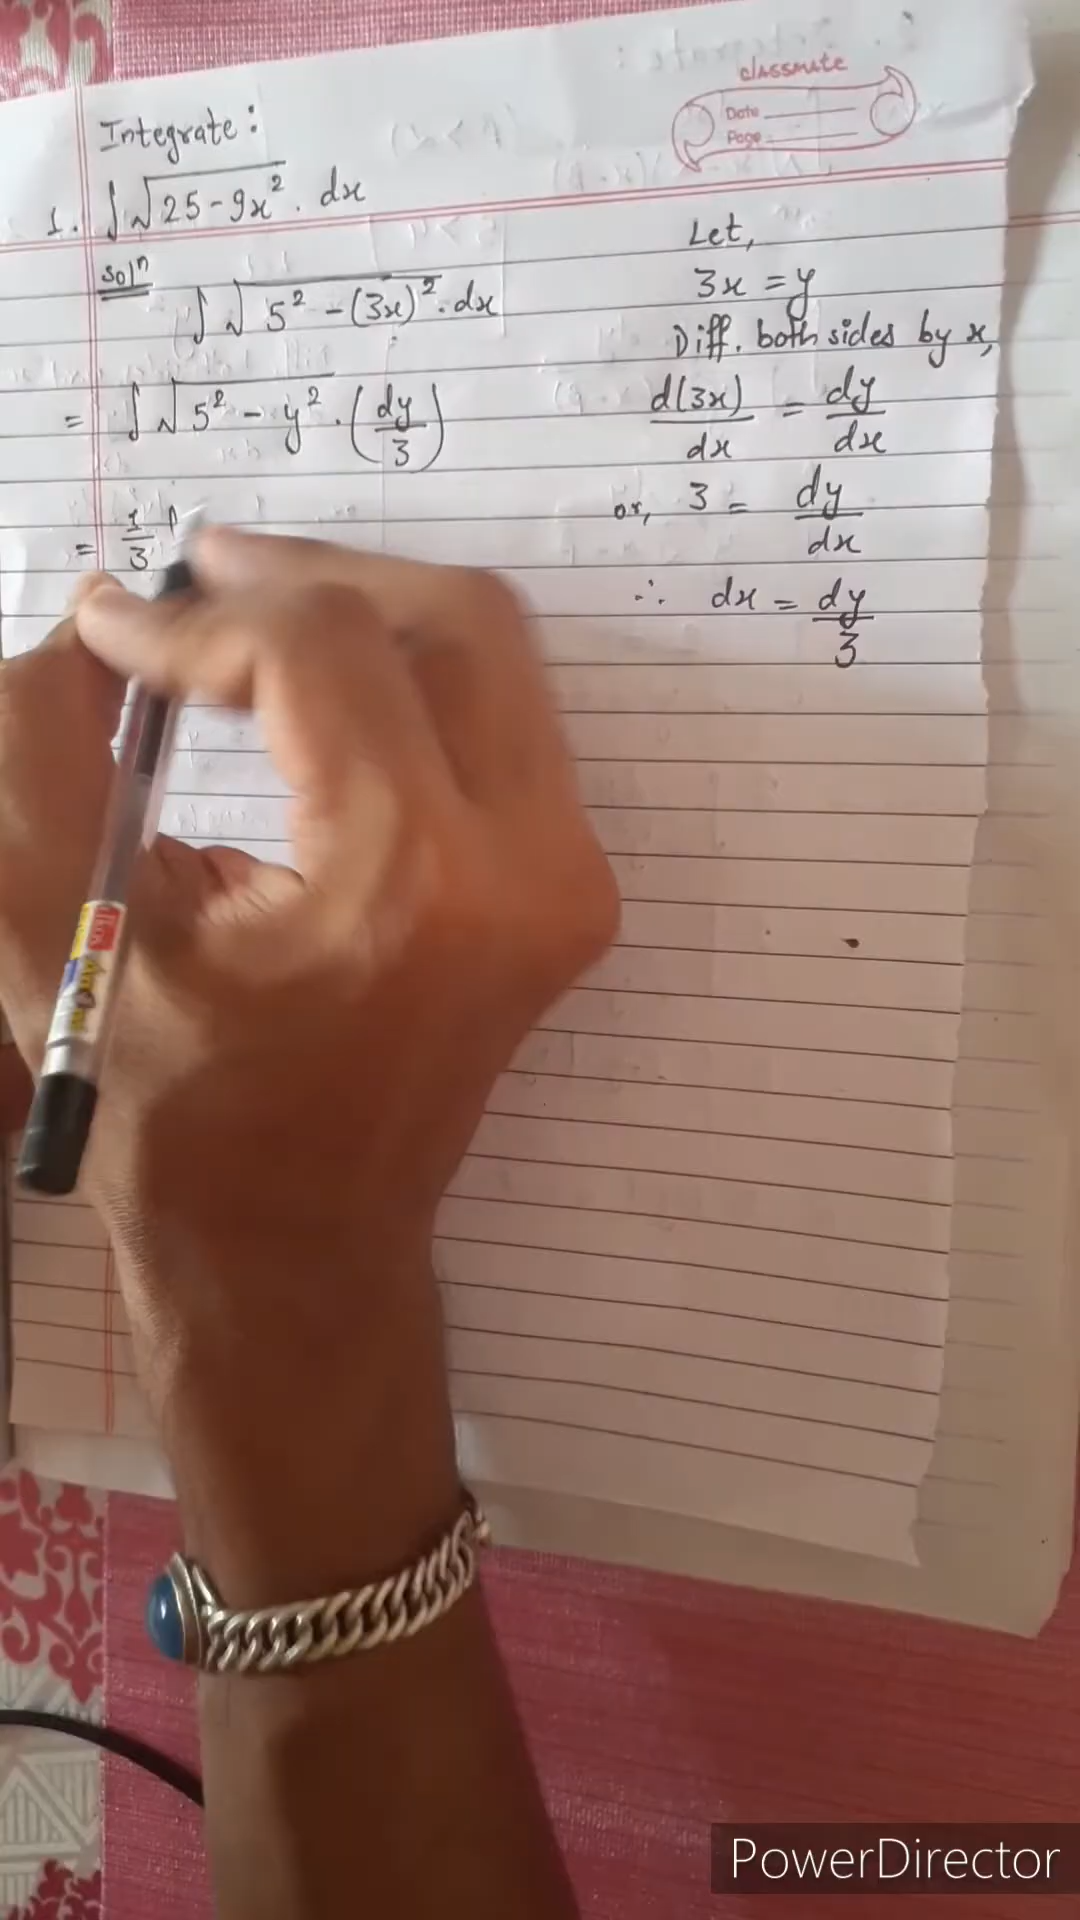 classmate
Date
Page
Integrate:
1. ∫√25-9x². dx
Solⁿ
∫√5² - (3x)². dx
= ∫√5² - y². (dy/3)
= 1/3 ∫
Let,
3x = y
Diff. both sides by x,
d(3x)/dx = dy/dx
or, 3 = dy/dx
∴ dx = dy/3
PowerDirector